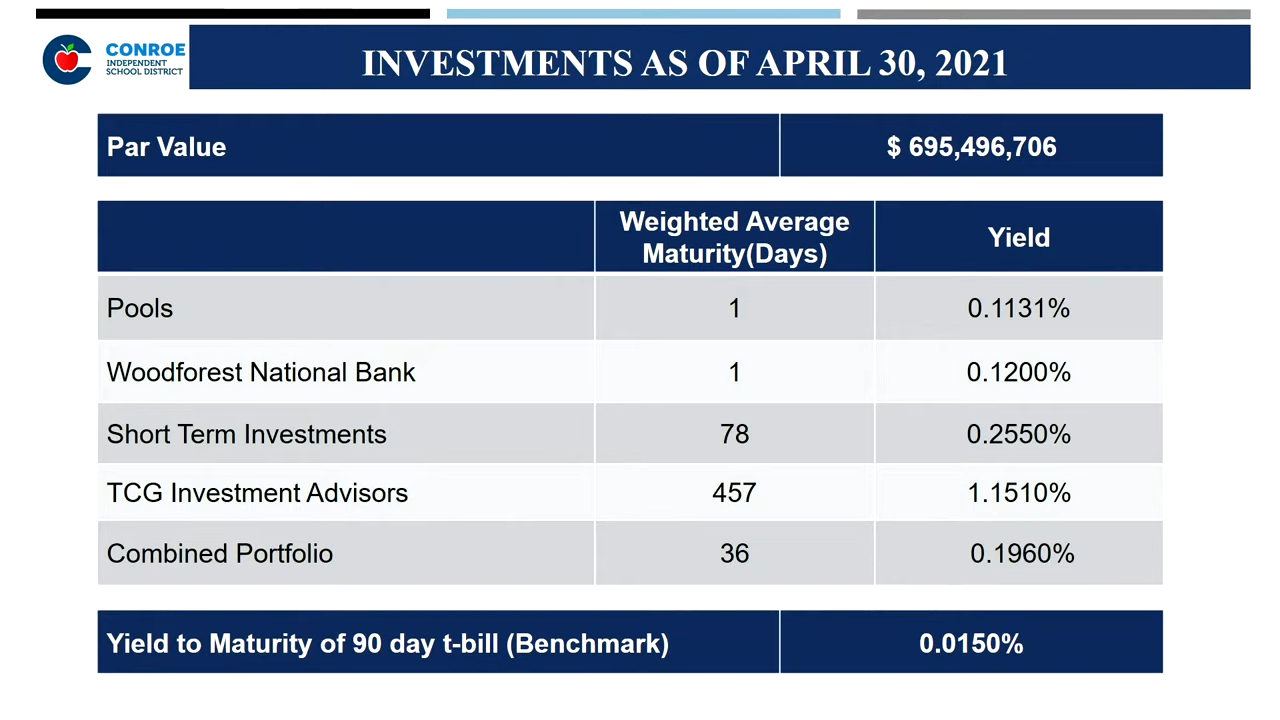 CONROE
INDEPENDENT
SCHOOL DISTRICT
INVESTMENTS AS OF APRIL 30, 2021
Par Value $ 695,496,706
Weighted Average
Maturity(Days) Yield
Pools 1 0.1131%
Woodforest National Bank 1 0.1200%
Short Term Investments 78 0.2550%
TCG Investment Advisors 457 1.1510%
Combined Portfolio 36 0.1960%
Yield to Maturity of 90 day t-bill (Benchmark) 0.0150%